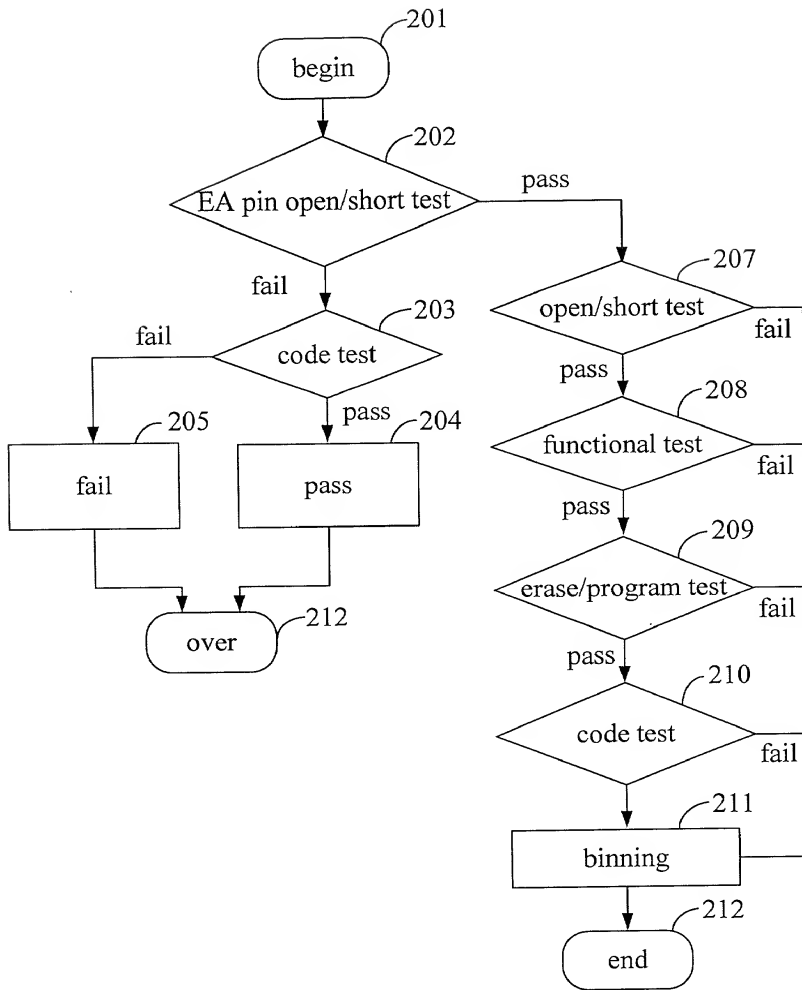 201
begin
202
EA pin open/short test
pass
fail
207
open/short test
fail
203
code test
fail
pass
pass
205
fail
204
pass
208
functional test
fail
pass
209
erase/program test
fail
over
212
pass
210
code test
fail
211
binning
212
end